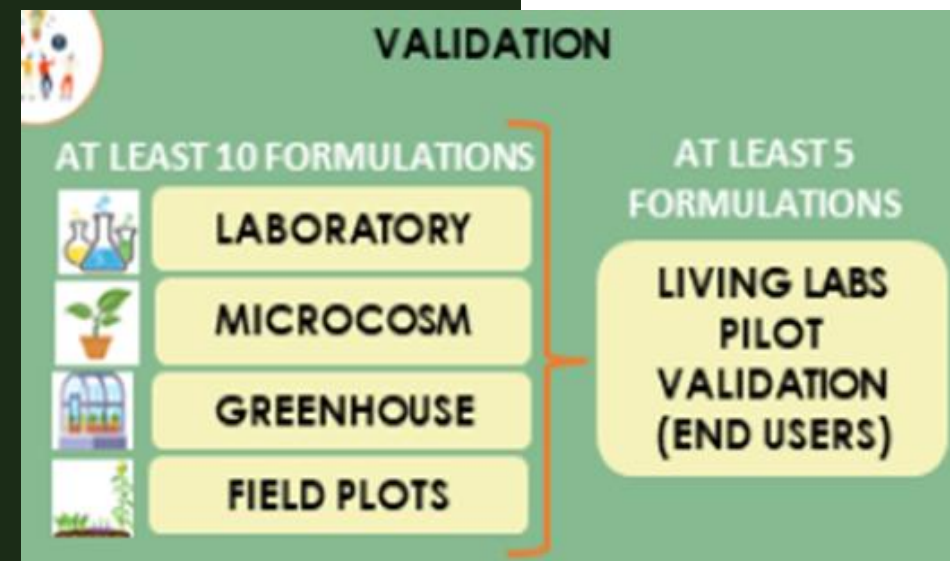 VALIDATION
AT LEAST 10 FORMULATIONS
LABORATORY
MICROCOSM
GREENHOUSE
FIELD PLOTS
AT LEAST 5
FORMULATIONS
LIVING LABS
PILOT
VALIDATION
(END USERS)